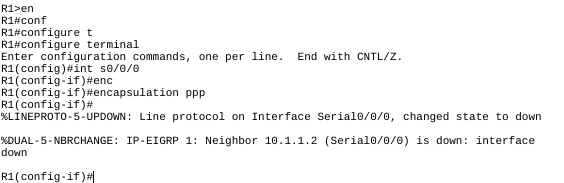 R1>en
R1#conf
R1#configure t
R1#configure terminal
Enter configuration commands, one per line.  End with CNTL/Z.
R1(config)#int s0/0/0
R1(config-if)#enc
R1(config-if)#encapsulation ppp
R1(config-if)#
%LINEPROTO-5-UPDOWN: Line protocol on Interface Serial0/0/0, changed state to down
%DUAL-5-NBRCHANGE: IP-EIGRP 1: Neighbor 10.1.1.2 (Serial0/0/0) is down: interface
down
R1(config-if)#